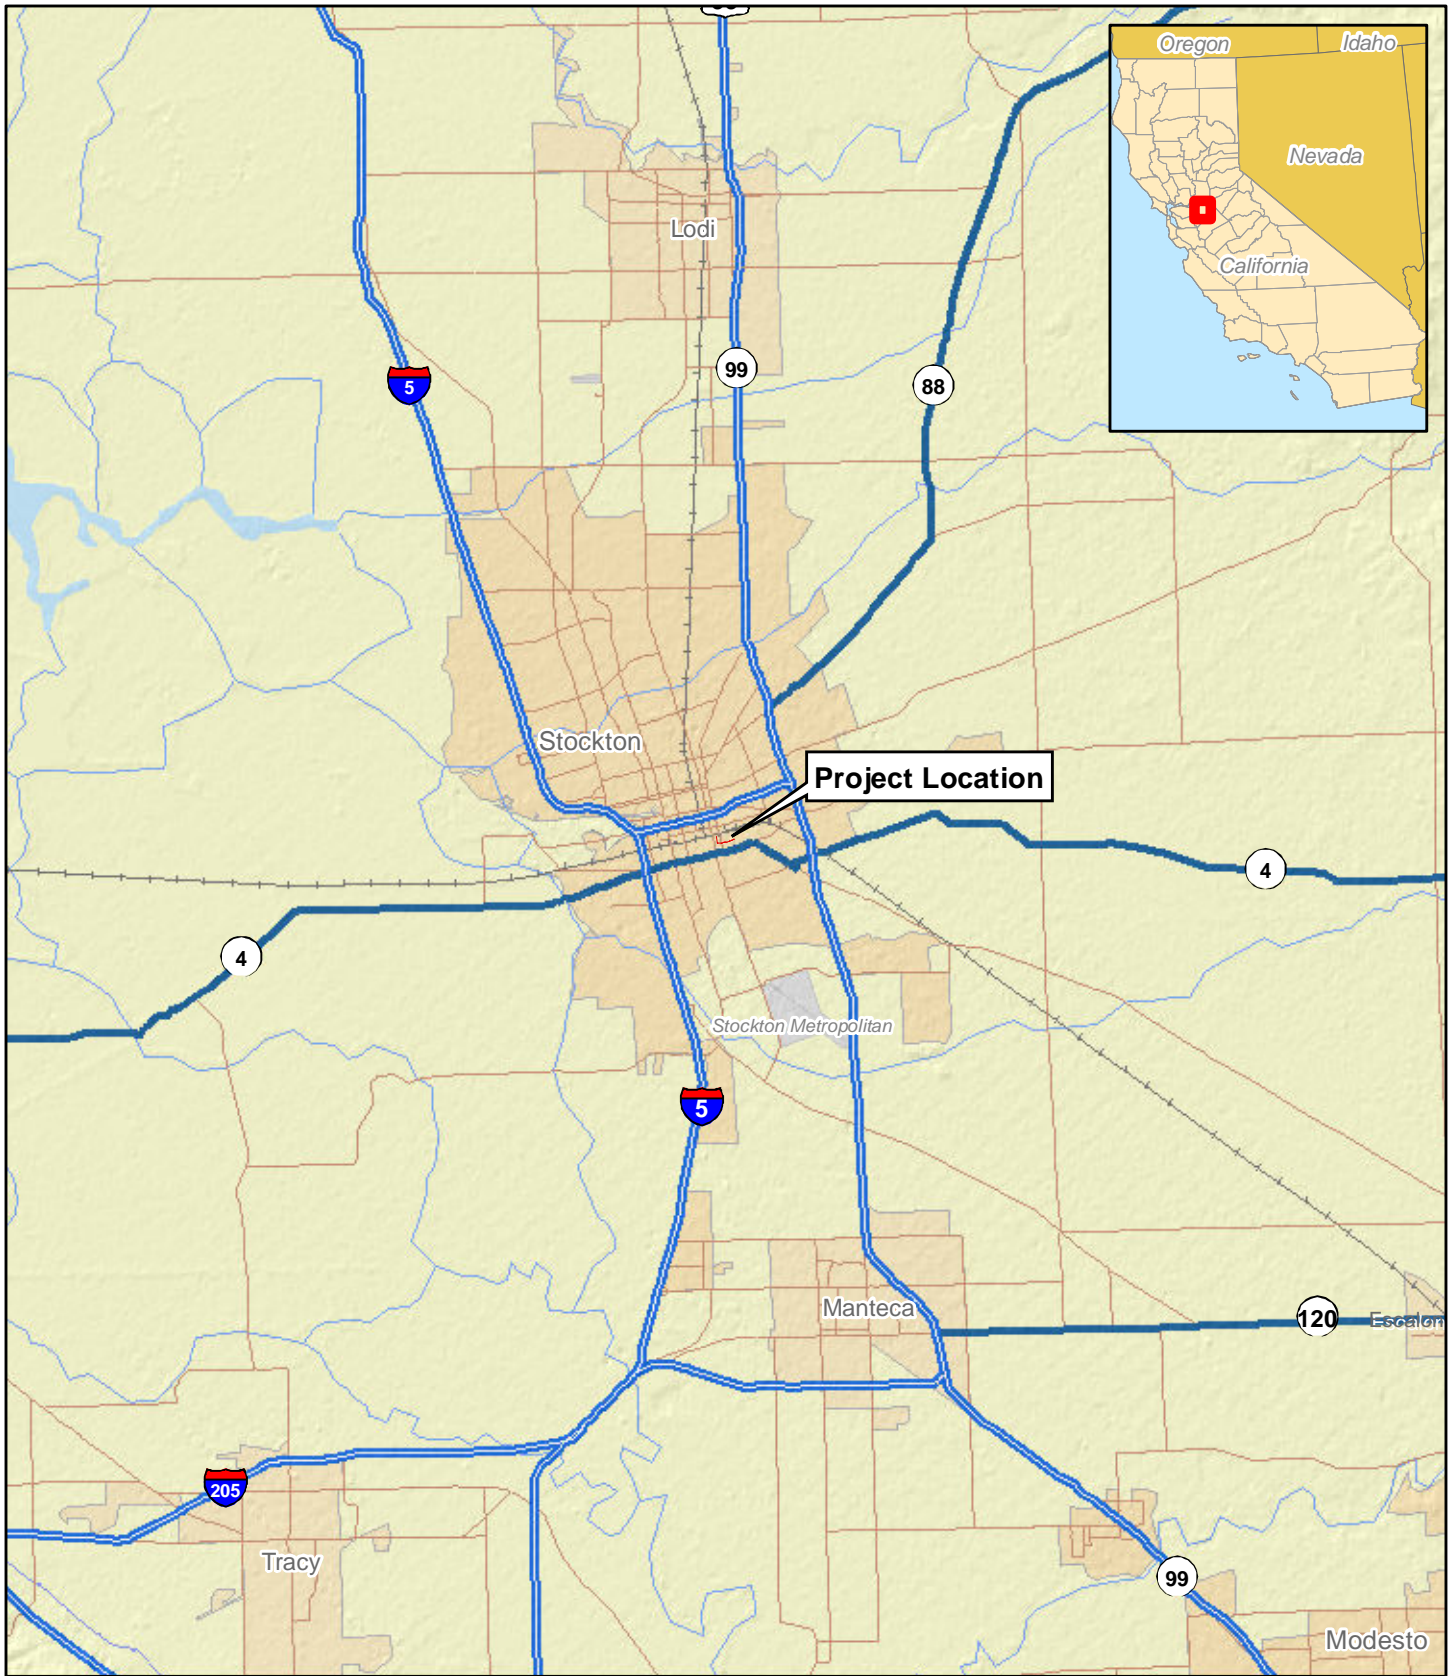 Oregon
Idaho
Nevada
California
Lodi
99
5
88
Stockton
Project Location
4
4
Stockton Metropolitan
5
Manteca
120
Escalon
205
Tracy
99
Modesto